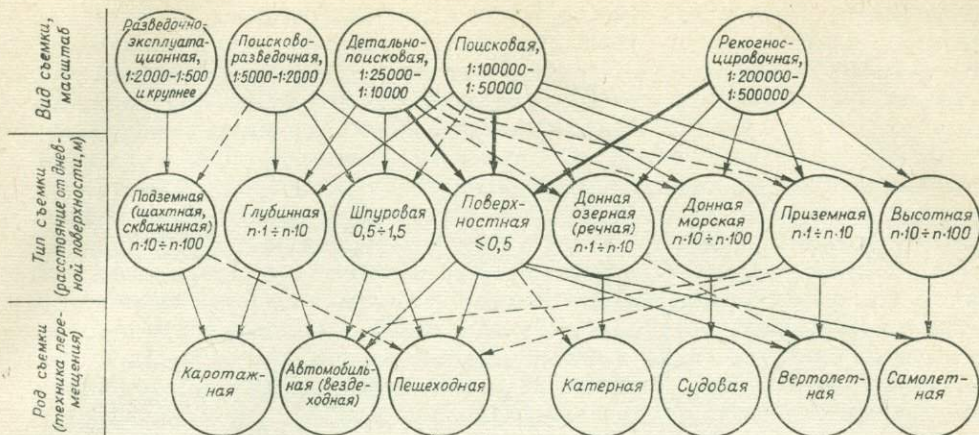 Вид съемки,
масштаб
Разведочно-
эксплуата-
ционная,
1:2000-1:500
и крупнее
Поисково-
разведочная,
1:5000-1:2000
Детально-
поисковая,
1:25000-
1:10000
Поисковая,
1:100000-
1:50000
Рекогнос-
цировочная,
1:200000-
1:500000
Тип съемки
(расстояние от днев-
ной поверхности, м)
Подземная
(шахтная,
скважинная)
n·10÷n·100
Глубинная
n·1÷n·10
Шпуровая
0,5÷1,5
Поверх-
ностная
≤0,5
Донная
озерная
(речная)
n·1÷n·10
Донная
морская
n·10÷n·100
Приземная
n·1÷n·10
Высотная
n·10÷n·100
Род съемки
(техника пере-
мещения)
Каротаж-
ная
Автомобиль-
ная (везде-
ходная)
Пешеходная
Катерная
Судовая
Вертолет-
ная
Самолет-
ная